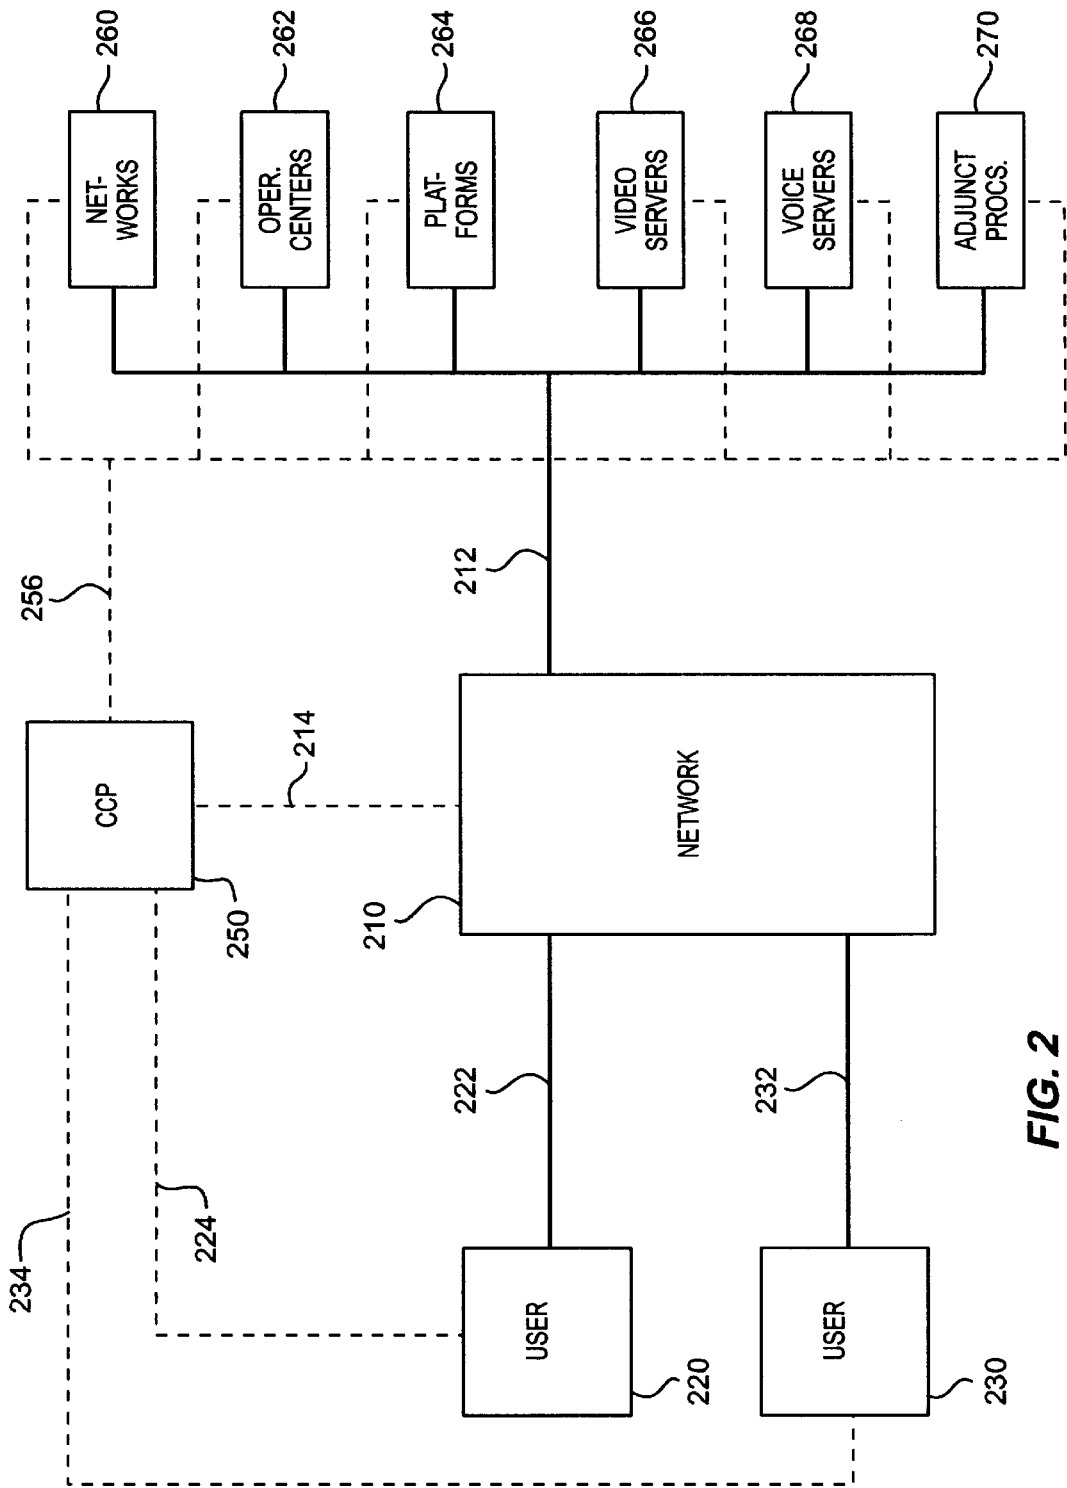 234
224
USER
220
USER
230
222
232
CCP
250
214
210
NETWORK
256
212
NET-
WORKS
260
OPER.
CENTERS
262
PLAT-
FORMS
264
VIDEO
SERVERS
266
VOICE
SERVERS
268
ADJUNCT
PROCS.
270
FIG. 2